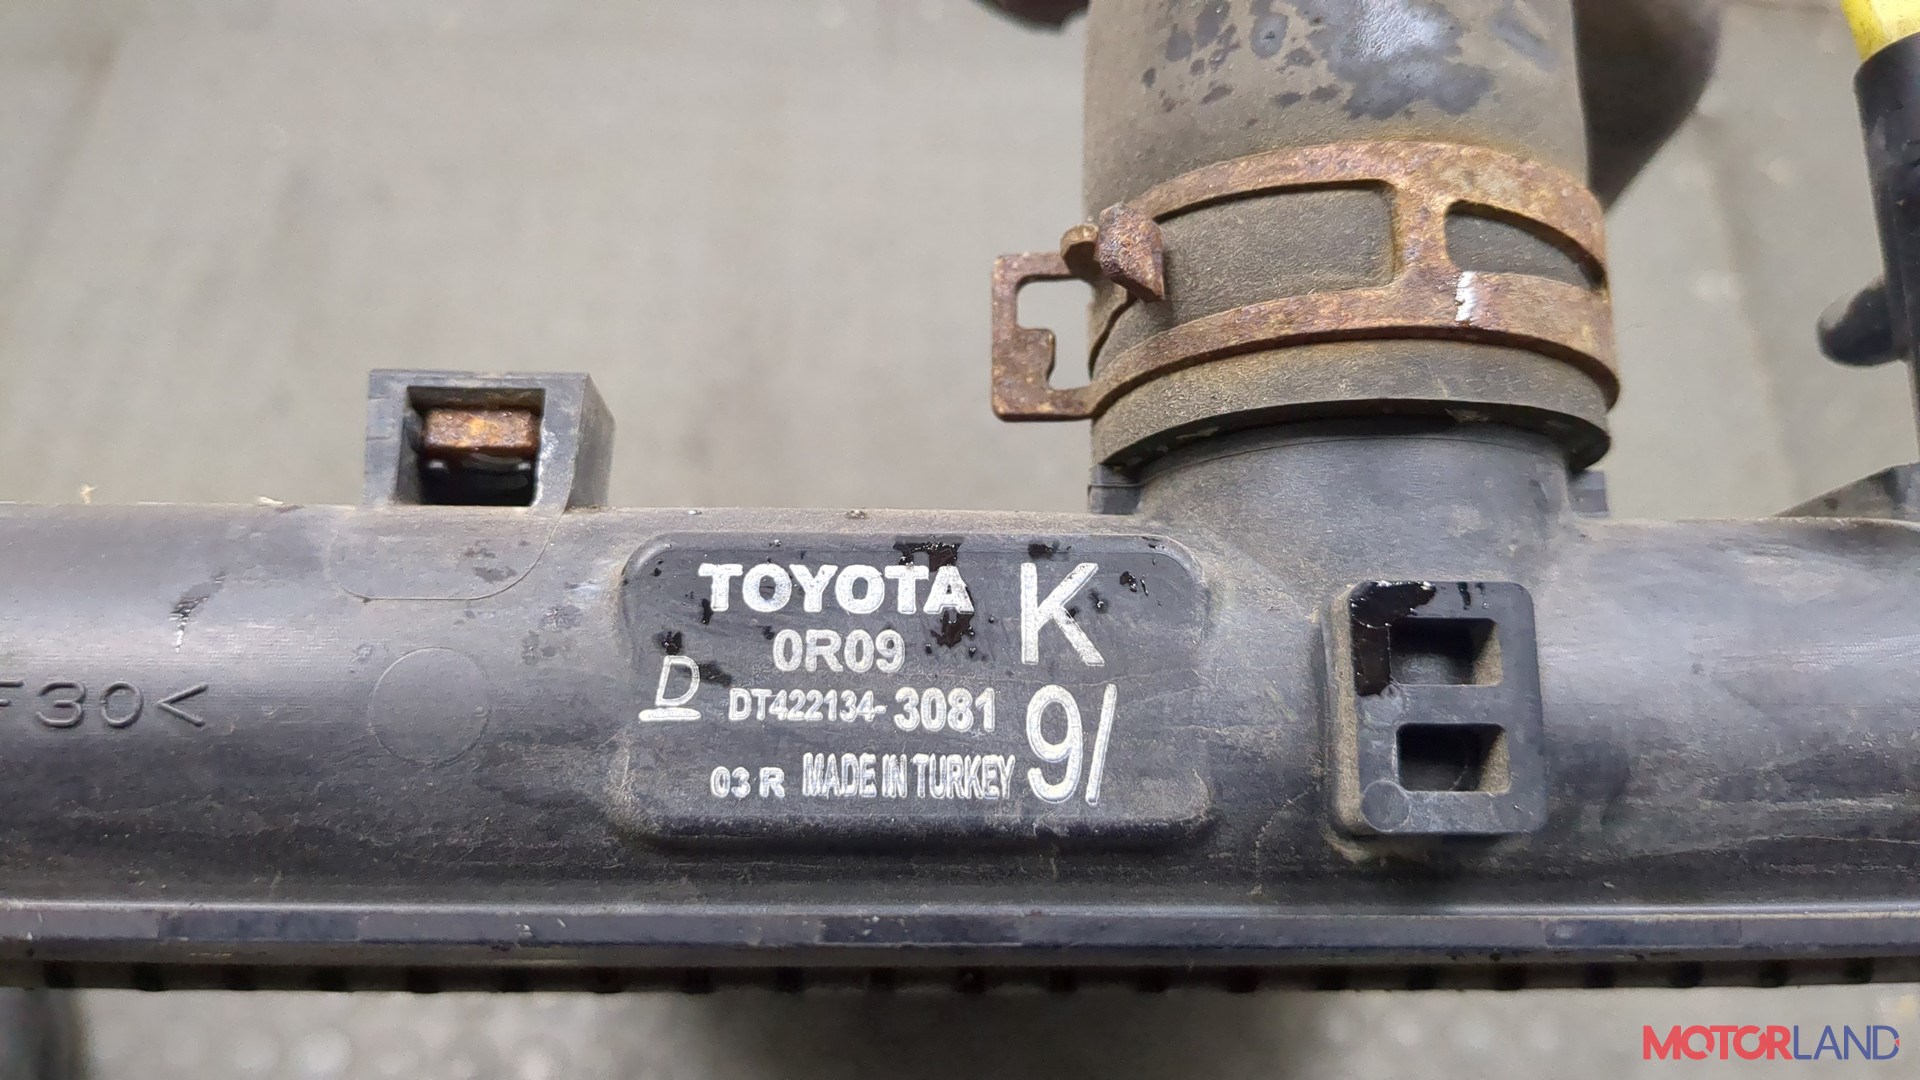 TOYOTA K
0R09
D DT422134-3081 9/
03 R MADE IN TURKEY
F30<
MOTORLAND